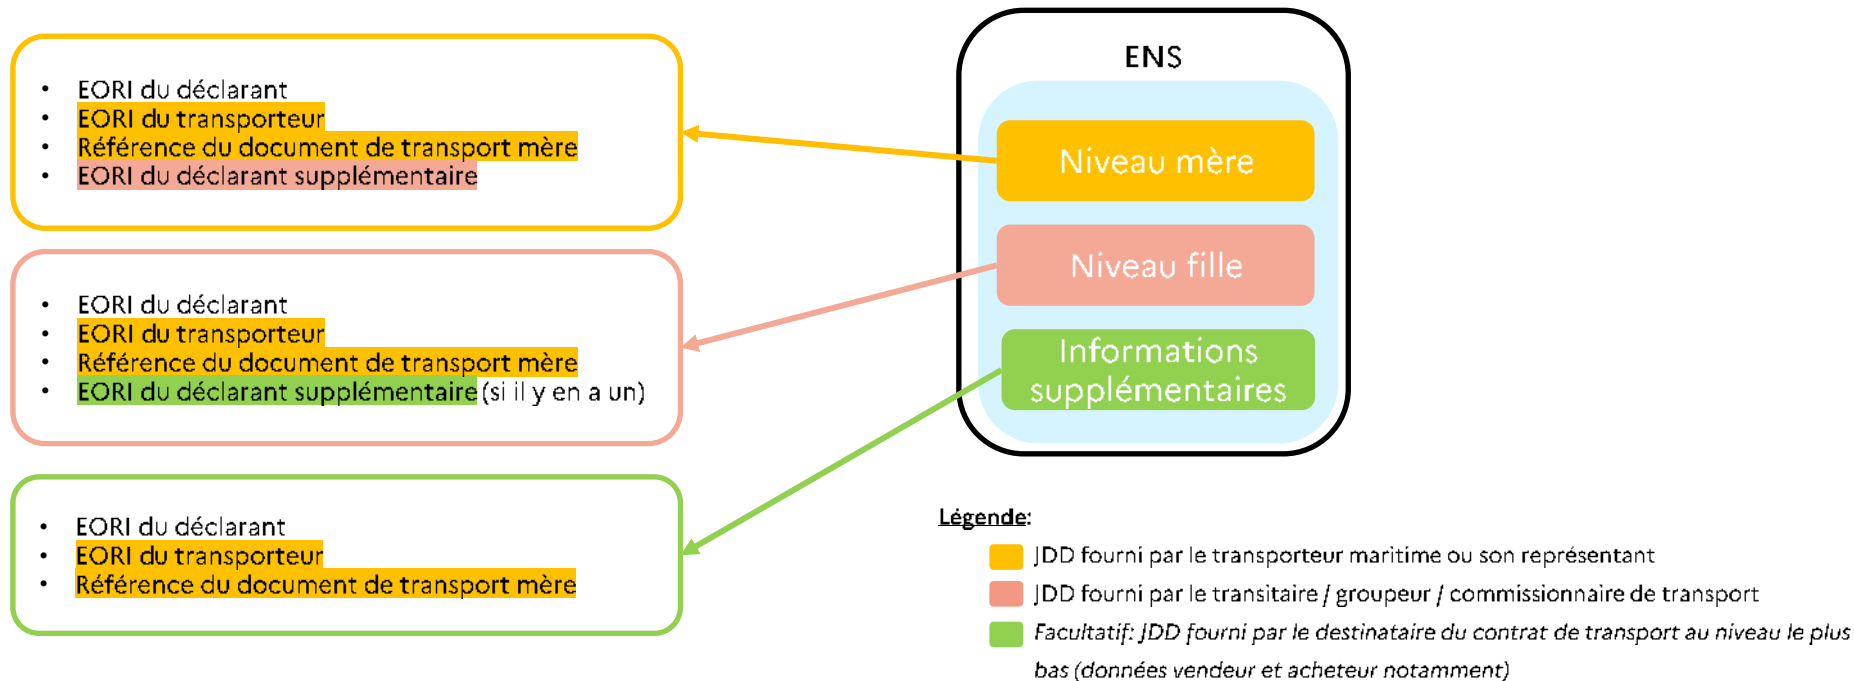 • EORI du déclarant
• EORI du transporteur
• Référence du document de transport mère
• EORI du déclarant supplémentaire
• EORI du déclarant
• EORI du transporteur
• Référence du document de transport mère
• EORI du déclarant supplémentaire (si il y en a un)
• EORI du déclarant
• EORI du transporteur
• Référence du document de transport mère
ENS
Niveau mère
Niveau fille
Informations
supplémentaires
Légende:
JDD fourni par le transporteur maritime ou son représentant
JDD fourni par le transitaire / groupeur / commissionnaire de transport
Facultatif: JDD fourni par le destinataire du contrat de transport au niveau le plus
bas (données vendeur et acheteur notamment)